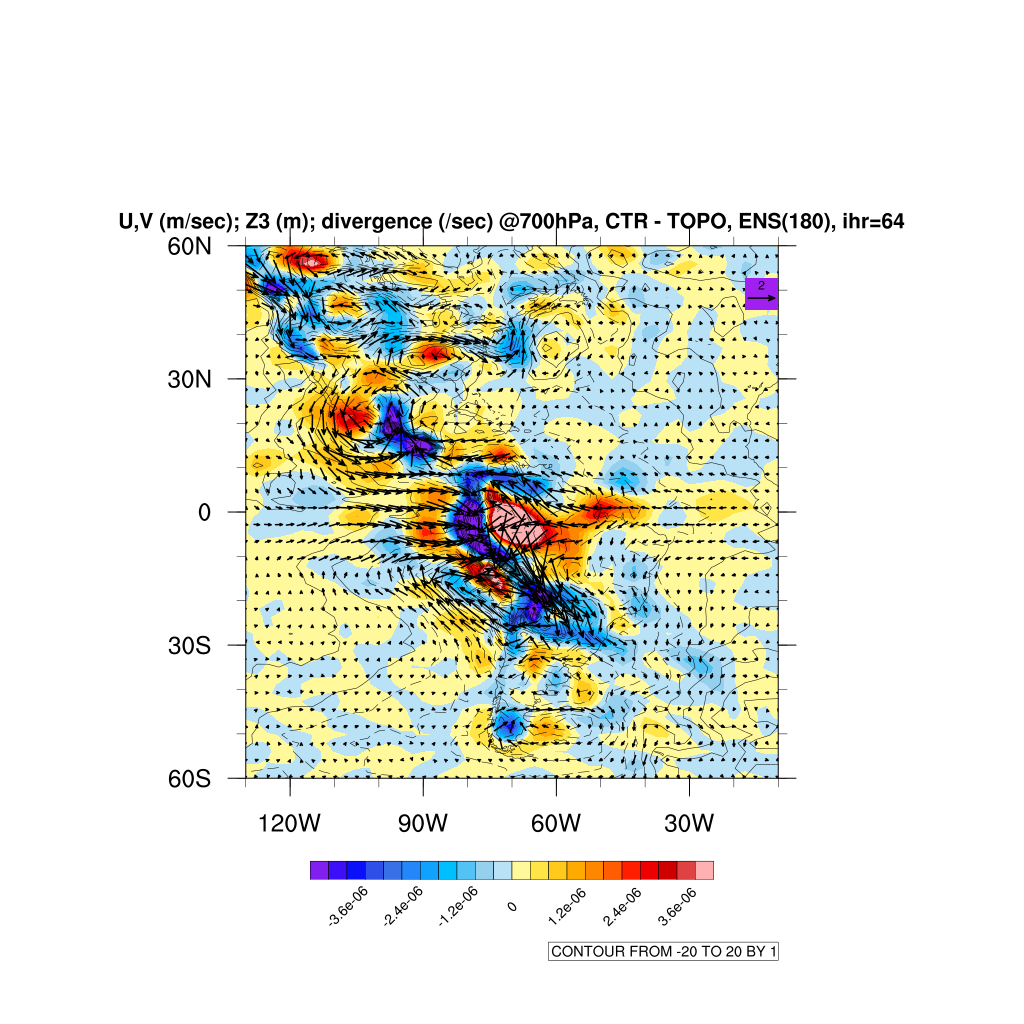 U,V (m/sec); Z3 (m); divergence (/sec) @700hPa, CTR - TOPO, ENS(180), ihr=64
60N
2
30N
0
30S
60S
120W 90W 60W 30W
-3.6e-06 -2.4e-06 -1.2e-06 0 1.2e-06 2.4e-06 3.6e-06
CONTOUR FROM -20 TO 20 BY 1